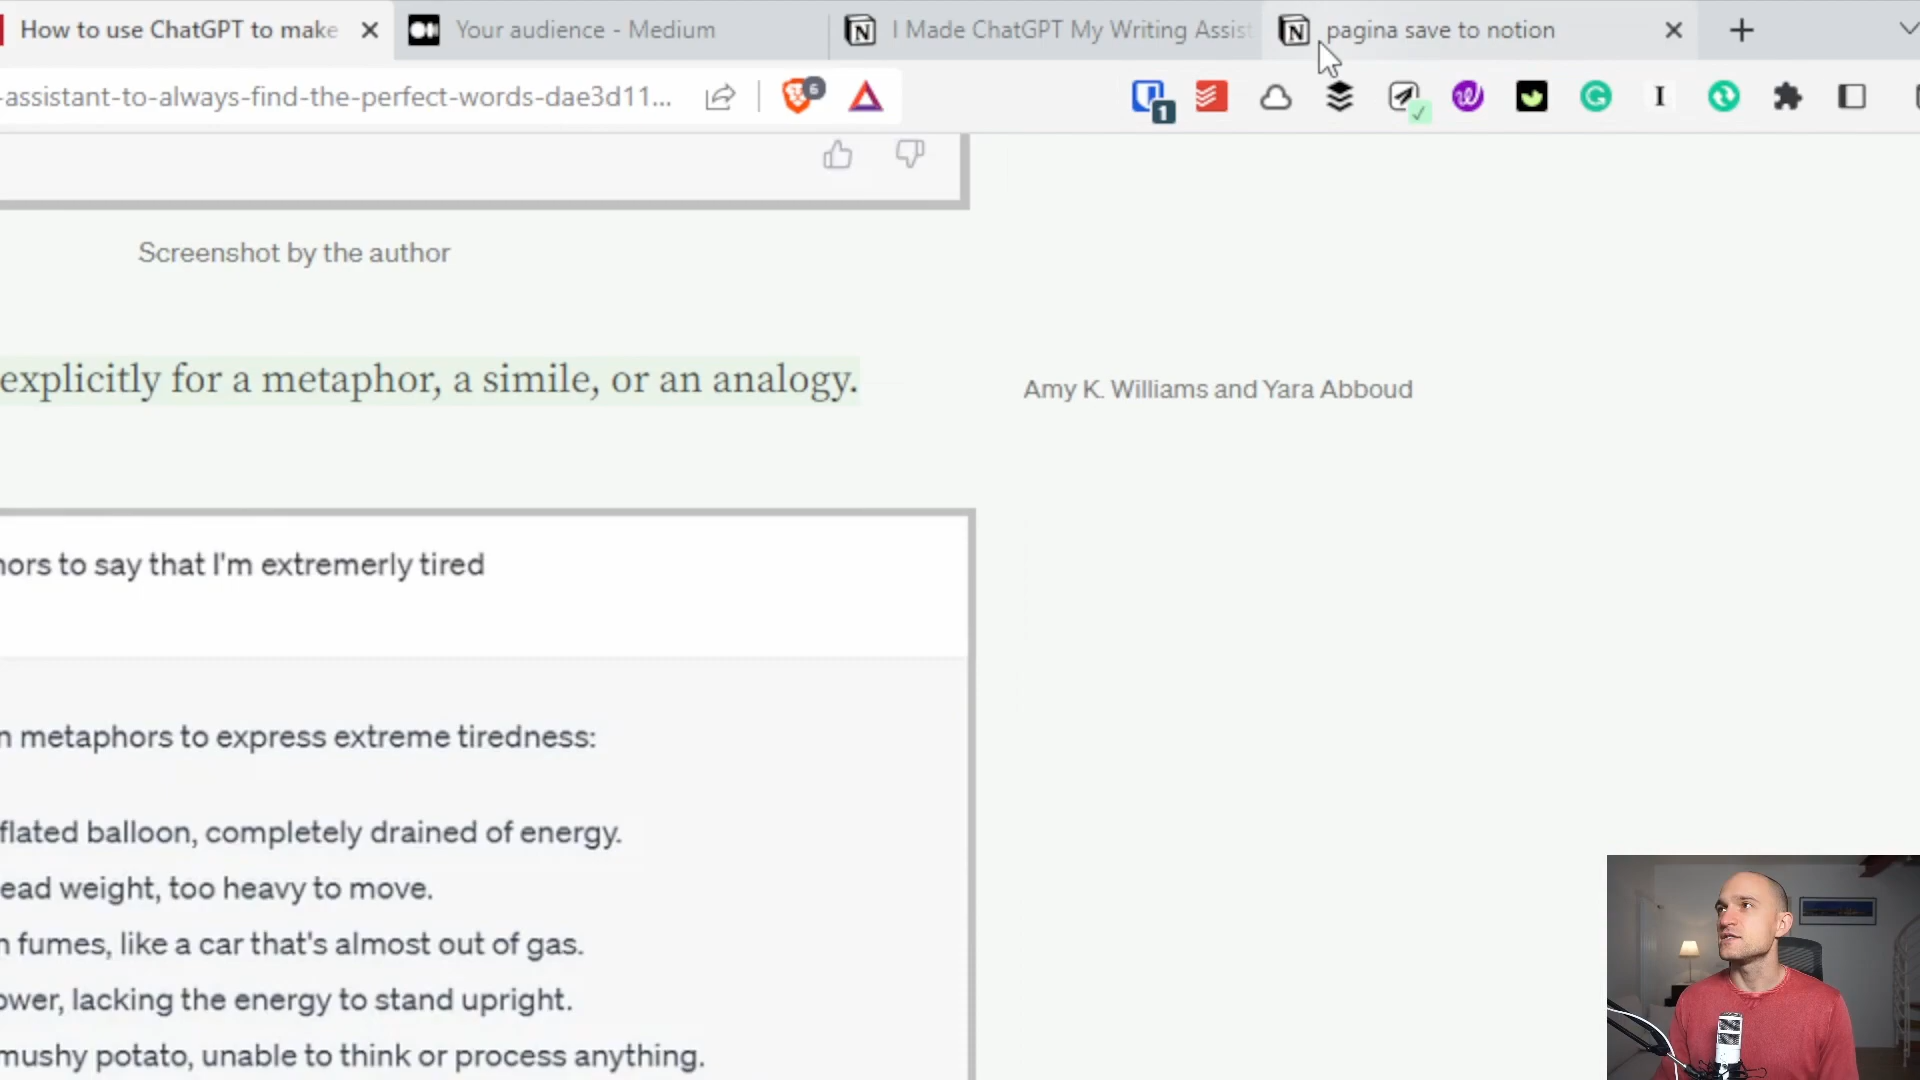 How to use ChatGPT to make
Your audience - Medium
I Made ChatGPT My Writing Assist
pagina save to notion
-assistant-to-always-find-the-perfect-words-dae3d11...
6
1
Screenshot by the author
explicitly for a metaphor, a simile, or an analogy.
Amy K. Williams and Yara Abboud
hors to say that I'm extremerly tired
n metaphors to express extreme tiredness:
flated balloon, completely drained of energy.
ead weight, too heavy to move.
n fumes, like a car that's almost out of gas.
ower, lacking the energy to stand upright.
mushy potato, unable to think or process anything.